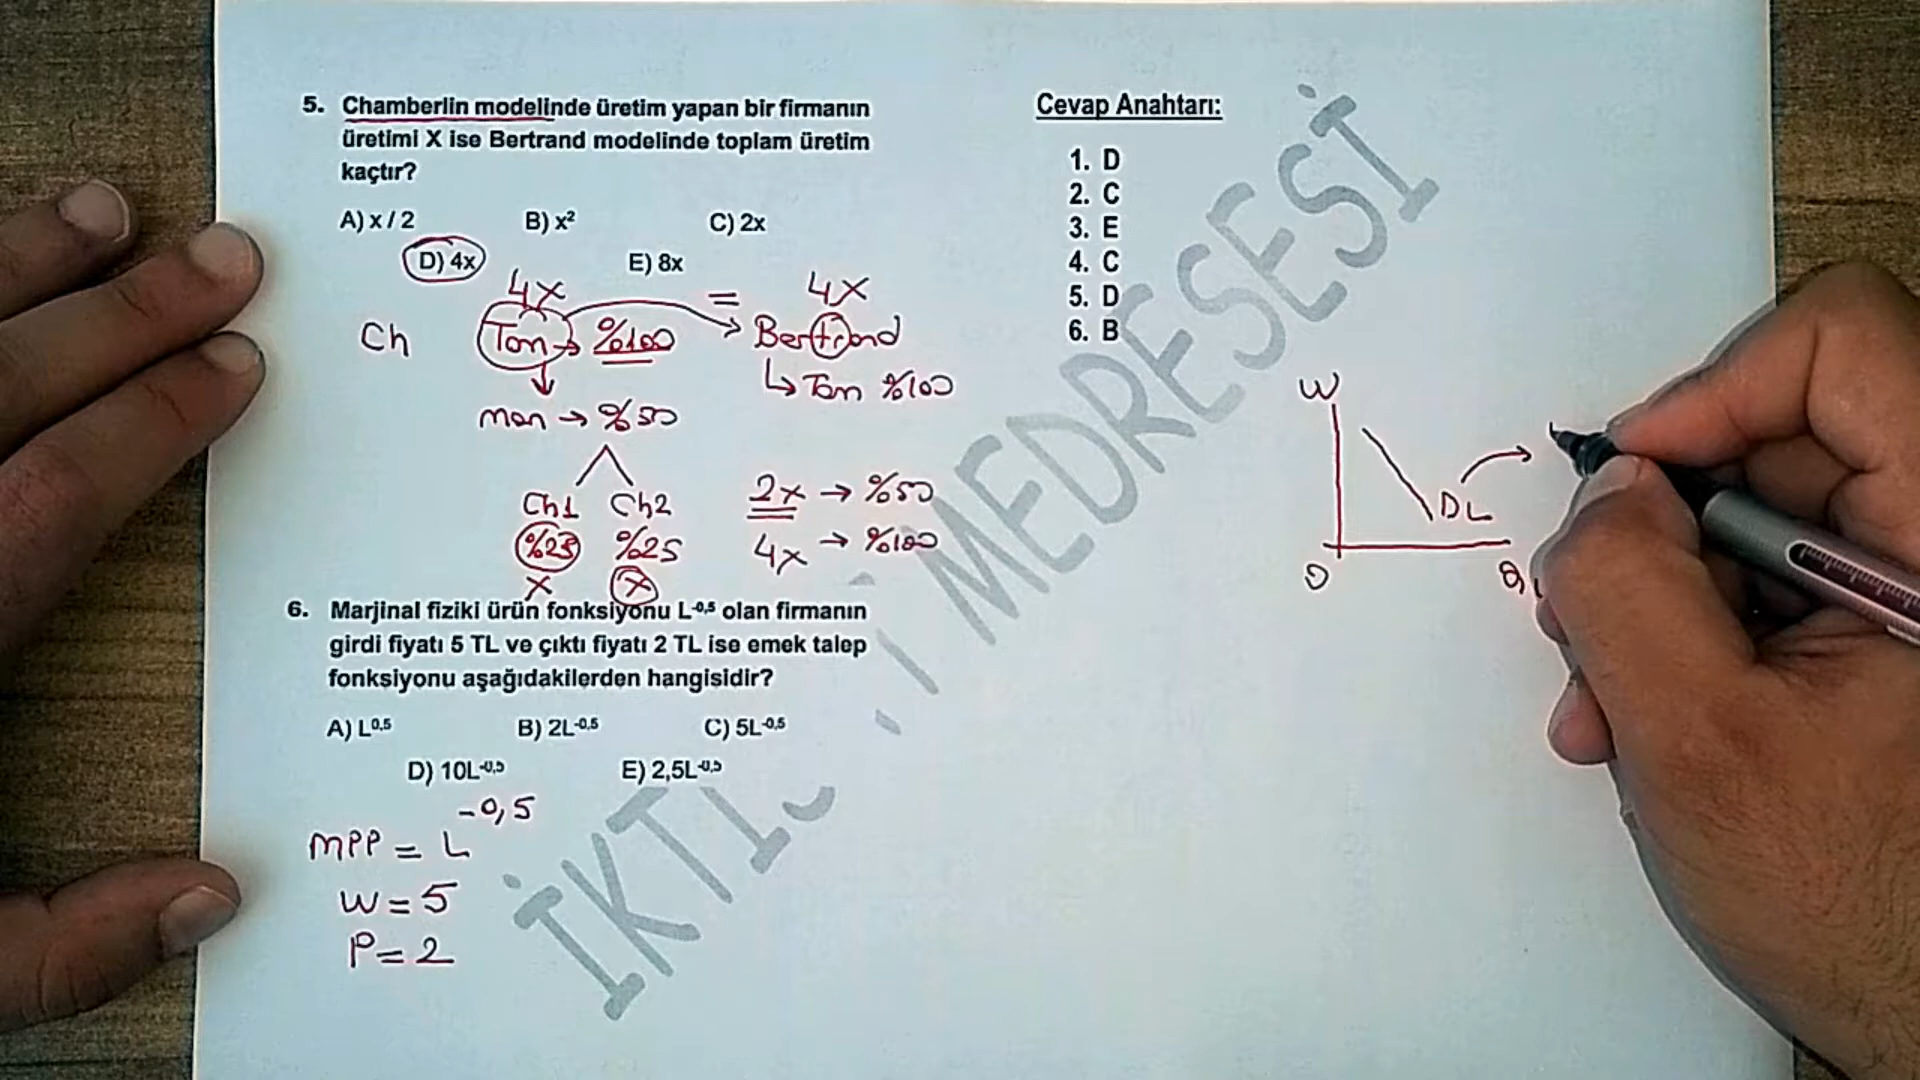 5. Chamberlin modelinde üretim yapan bir firmanın
üretimi X ise Bertrand modelinde toplam üretim
kaçtır?
A) x / 2 B) x² C) 2x
D) 4x E) 8x
4x = 4x
Ch Tam → %100 Bertrand
↳ Tam %100
mon → %50
Ch1 Ch2
%25 %25
x x
2x → %50
4x → %100
6. Marjinal fiziki ürün fonksiyonu L⁻⁰,⁵ olan firmanın
girdi fiyatı 5 TL ve çıktı fiyatı 2 TL ise emek talep
fonksiyonu aşağıdakilerden hangisidir?
A) L⁰,⁵ B) 2L⁻⁰,⁵ C) 5L⁻⁰,⁵
D) 10L⁻⁰,⁵ E) 2,5L⁻⁰,⁵
MPP = L⁻⁰,⁵
W = 5
P = 2
Cevap Anahtarı:
1. D
2. C
3. E
4. C
5. D
6. B
W
DL
0
MEDRESESİ